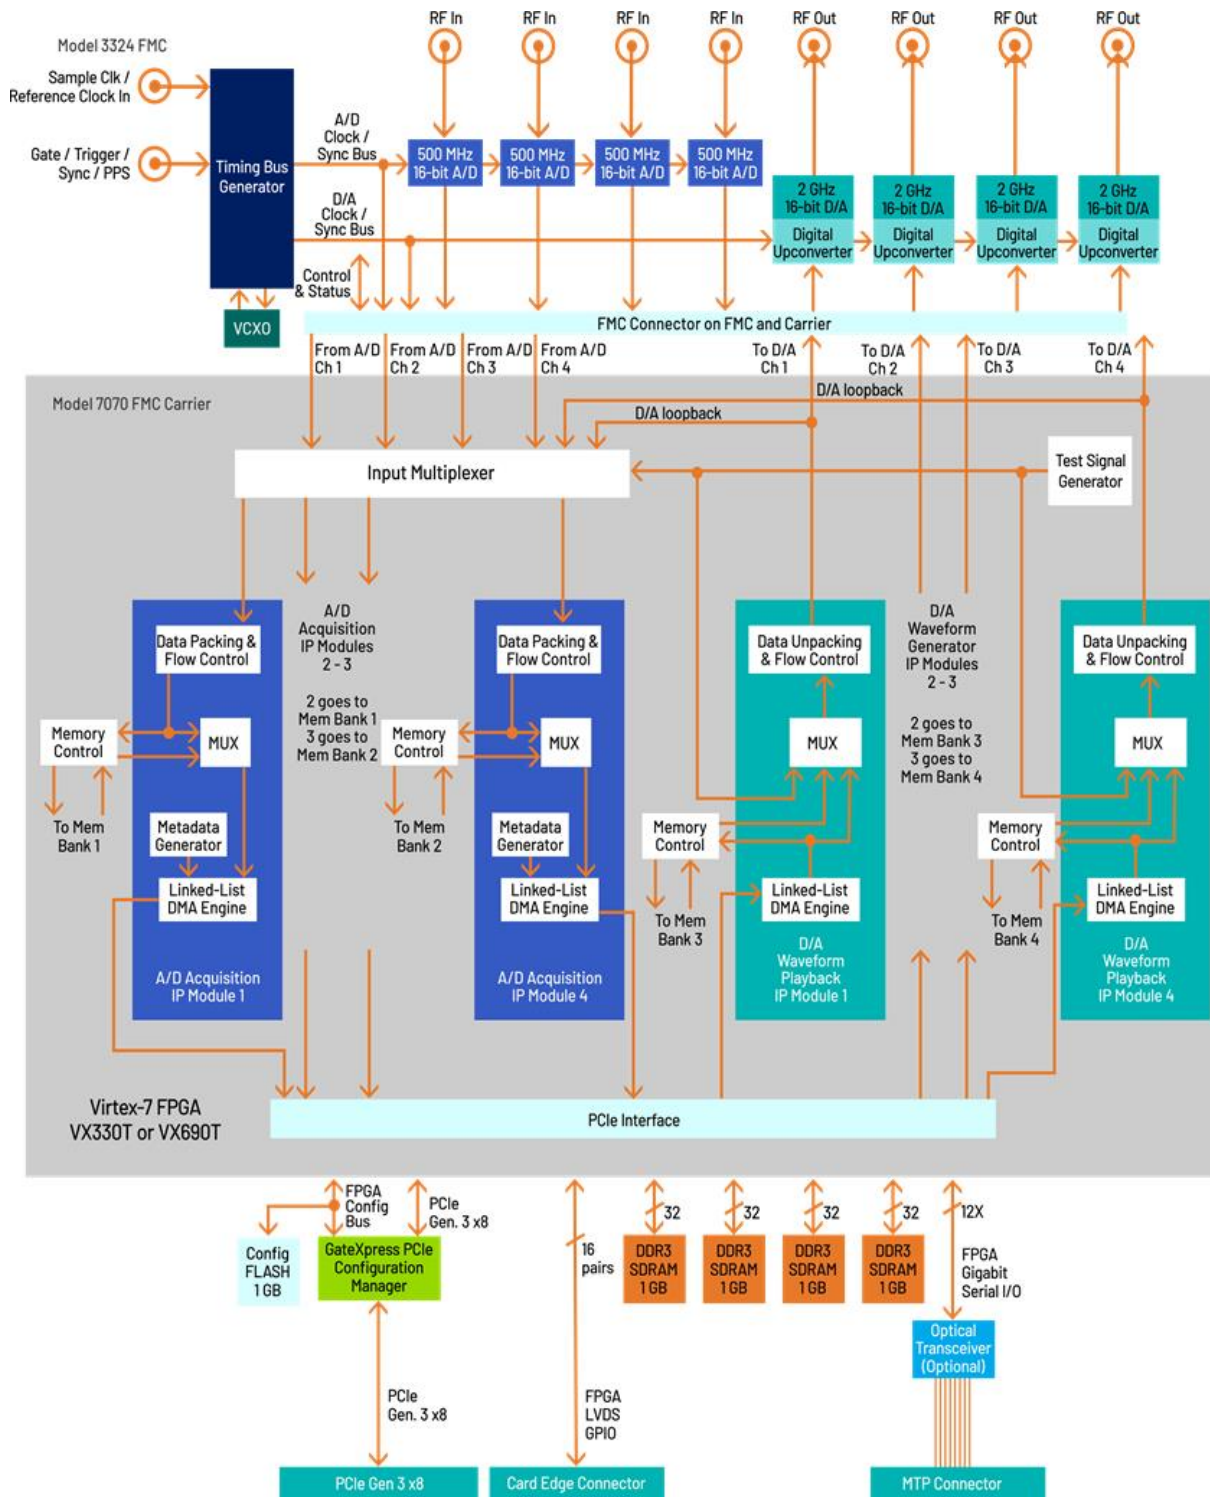 RF In
RF In
RF In
RF In
RF Out
RF Out
RF Out
RF Out
Model 3324 FMC
Sample Clk /
Reference Clock In
Gate / Trigger /
Sync / PPS
Timing Bus
Generator
A/D
Clock /
Sync Bus
D/A
Clock /
Sync Bus
Control
& Status
VCXO
500 MHz
16-bit A/D
500 MHz
16-bit A/D
500 MHz
16-bit A/D
500 MHz
16-bit A/D
2 GHz
16-bit D/A
Digital
Upconverter
2 GHz
16-bit D/A
Digital
Upconverter
2 GHz
16-bit D/A
Digital
Upconverter
2 GHz
16-bit D/A
Digital
Upconverter
FMC Connector on FMC and Carrier
From A/D
Ch 1
From A/D
Ch 2
From A/D
Ch 3
From A/D
Ch 4
To D/A
Ch 1
To D/A
Ch 2
To D/A
Ch 3
To D/A
Ch 4
Model 7070 FMC Carrier
D/A loopback
D/A loopback
Input Multiplexer
Test Signal
Generator
Data Packing &
Flow Control
Memory
Control
MUX
To Mem
Bank 1
Metadata
Generator
Linked-List
DMA Engine
A/D Acquisition
IP Module 1
A/D
Acquisition
IP Modules
2 - 3
2 goes to
Mem Bank 1
3 goes to
Mem Bank 2
Data Packing &
Flow Control
Memory
Control
MUX
To Mem
Bank 2
Metadata
Generator
Linked-List
DMA Engine
A/D Acquisition
IP Module 4
Data Unpacking
& Flow Control
MUX
Memory
Control
To Mem
Bank 3
Linked-List
DMA Engine
D/A
Waveform
Playback
IP Module 1
D/A
Waveform
Generator
IP Modules
2 - 3
2 goes to
Mem Bank 3
3 goes to
Mem Bank 4
Data Unpacking
& Flow Control
MUX
Memory
Control
To Mem
Bank 4
Linked-List
DMA Engine
D/A
Waveform
Playback
IP Module 4
Virtex-7 FPGA
VX330T or VX690T
PCIe Interface
FPGA
Config
Bus
PCIe
Gen. 3 x8
Config
FLASH
1 GB
GateXpress PCIe
Configuration
Manager
16
pairs
32
32
32
32
12X
DDR3
SDRAM
1 GB
DDR3
SDRAM
1 GB
DDR3
SDRAM
1 GB
DDR3
SDRAM
1 GB
FPGA
Gigabit
Serial I/O
Optical
Transceiver
(Optional)
PCIe
Gen. 3 x8
FPGA
LVDS
GPIO
PCIe Gen 3 x8
Card Edge Connector
MTP Connector